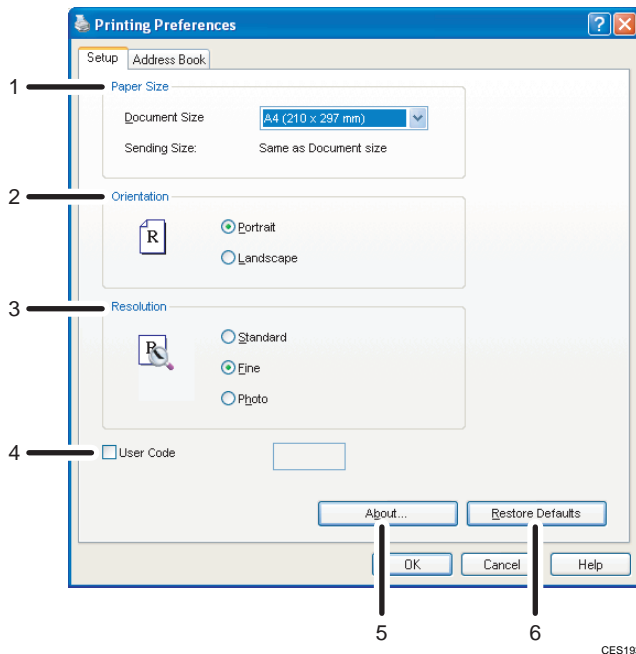 Printing Preferences
Setup Address Book
1 Paper Size
Document Size A4 (210 x 297 mm)
Sending Size: Same as Document size
2 Orientation
R Portrait
Landscape
3 Resolution
Standard
R Fine
Photo
4 User Code
About... Restore Defaults
OK Cancel Help
5 6